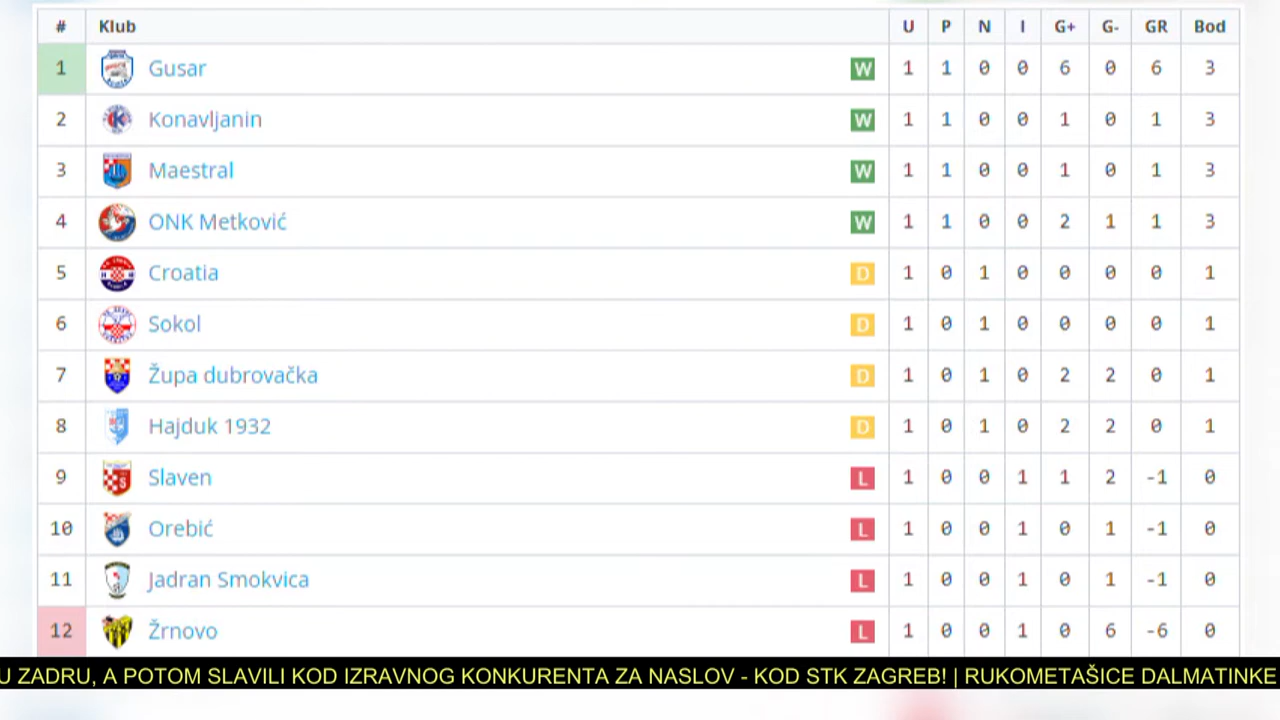 # Klub U P N I G+ G- GR Bod
1 Gusar W 1 1 0 0 6 0 6 3
2 Konavljanin W 1 1 0 0 1 0 1 3
3 Maestral W 1 1 0 0 1 0 1 3
4 ONK Metković W 1 1 0 0 2 1 1 3
5 Croatia D 1 0 1 0 0 0 0 1
6 Sokol D 1 0 1 0 0 0 0 1
7 Župa dubrovačka D 1 0 1 0 2 2 0 1
8 Hajduk 1932 D 1 0 1 0 2 2 0 1
9 Slaven L 1 0 0 1 1 2 -1 0
10 Orebić L 1 0 0 1 0 1 -1 0
11 Jadran Smokvica L 1 0 0 1 0 1 -1 0
12 Žrnovo L 1 0 0 1 0 6 -6 0
U ZADRU, A POTOM SLAVILI KOD IZRAVNOG KONKURENTA ZA NASLOV - KOD STK ZAGREB! | RUKOMETAŠICE DALMATINKE